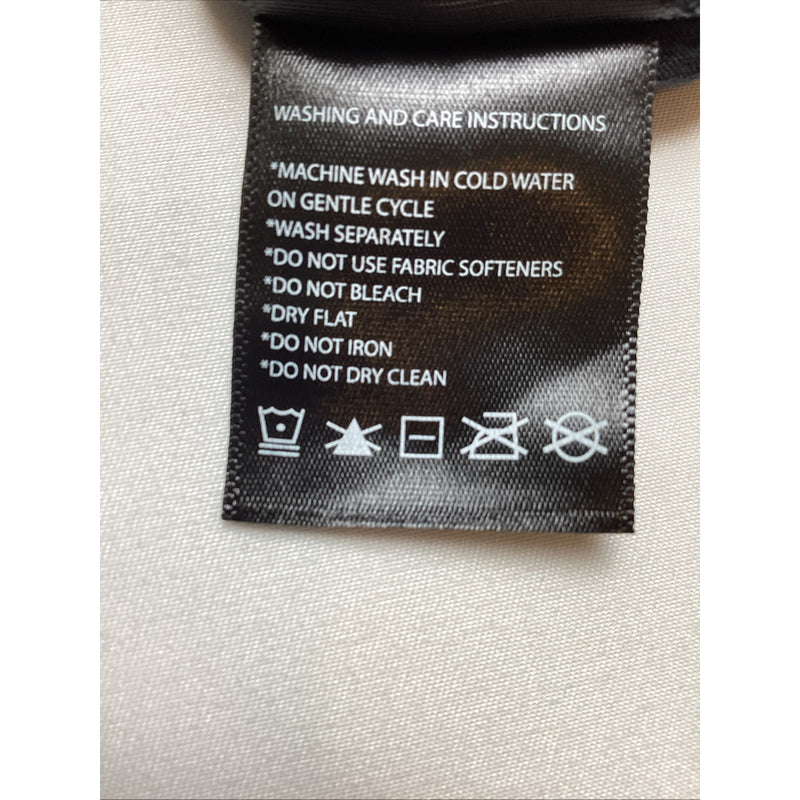 WASHING AND CARE INSTRUCTIONS
*MACHINE WASH IN COLD WATER
ON GENTLE CYCLE
*WASH SEPARATELY
*DO NOT USE FABRIC SOFTENERS
*DO NOT BLEACH
*DRY FLAT
*DO NOT IRON
*DO NOT DRY CLEAN